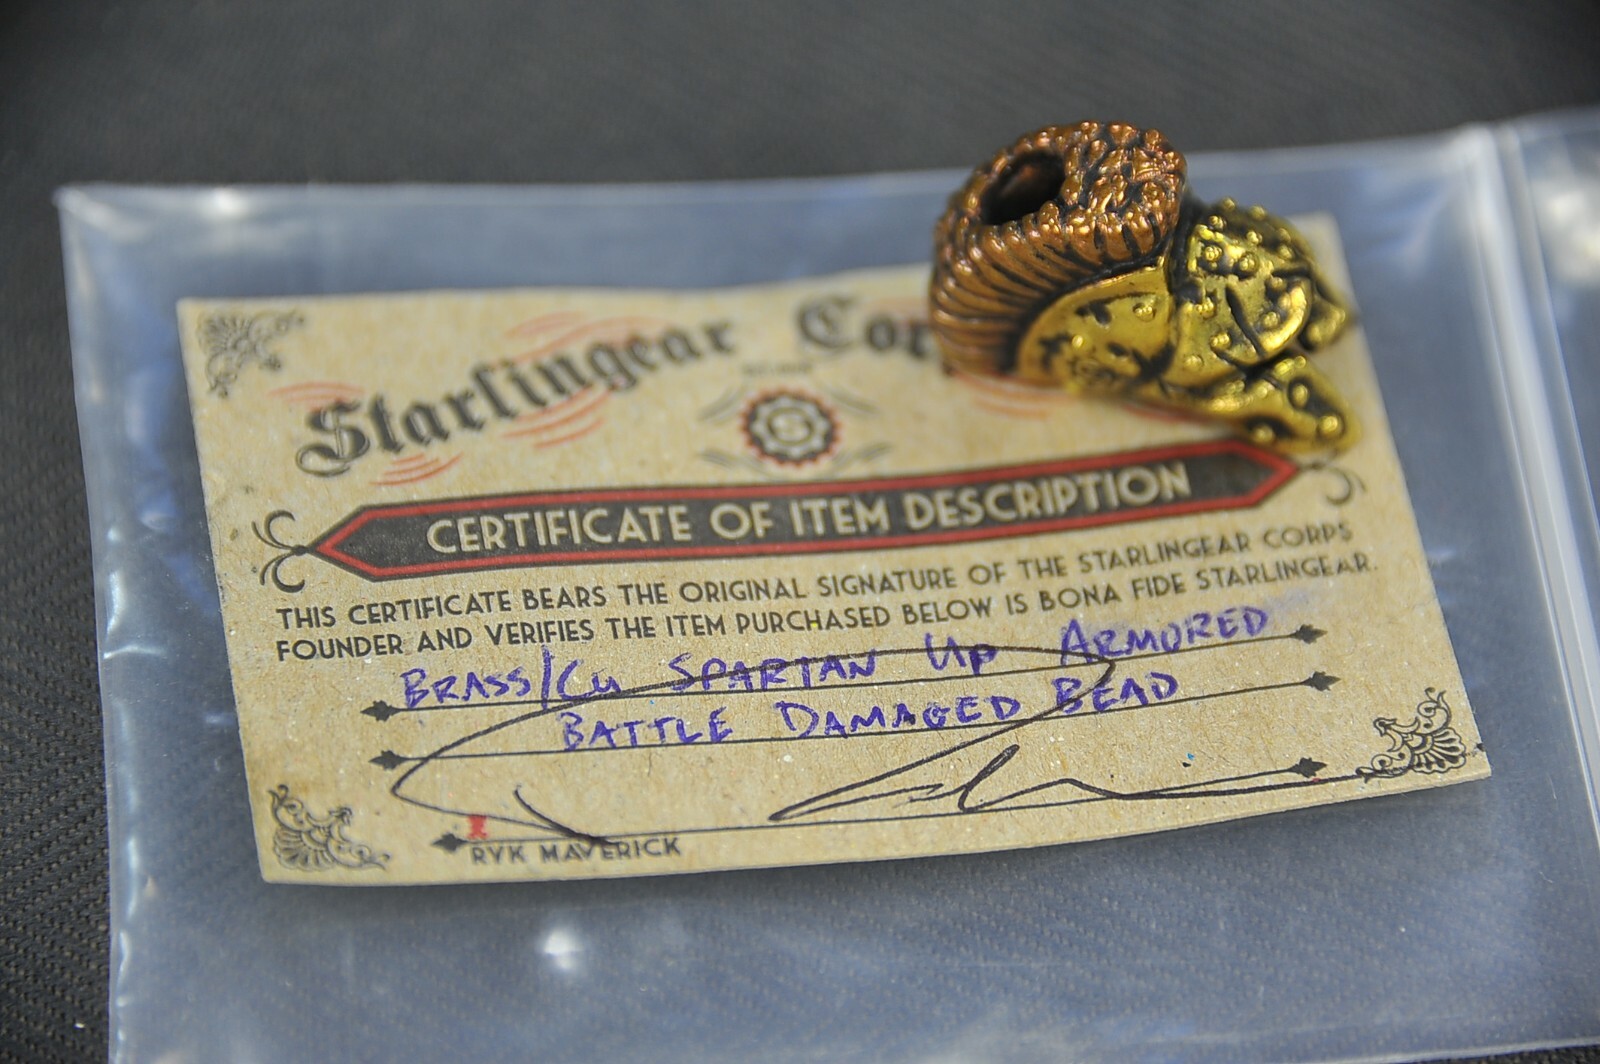 Starlingear Cor
S
CERTIFICATE OF ITEM DESCRIPTION
THIS CERTIFICATE BEARS THE ORIGINAL SIGNATURE OF THE STARLINGEAR CORPS
FOUNDER AND VERIFIES THE ITEM PURCHASED BELOW IS BONA FIDE STARLINGEAR.
BRASS/Cu SPARTAN Up ARMORED
BATTLE DAMAGED BEAD
X
RYK MAVERICK